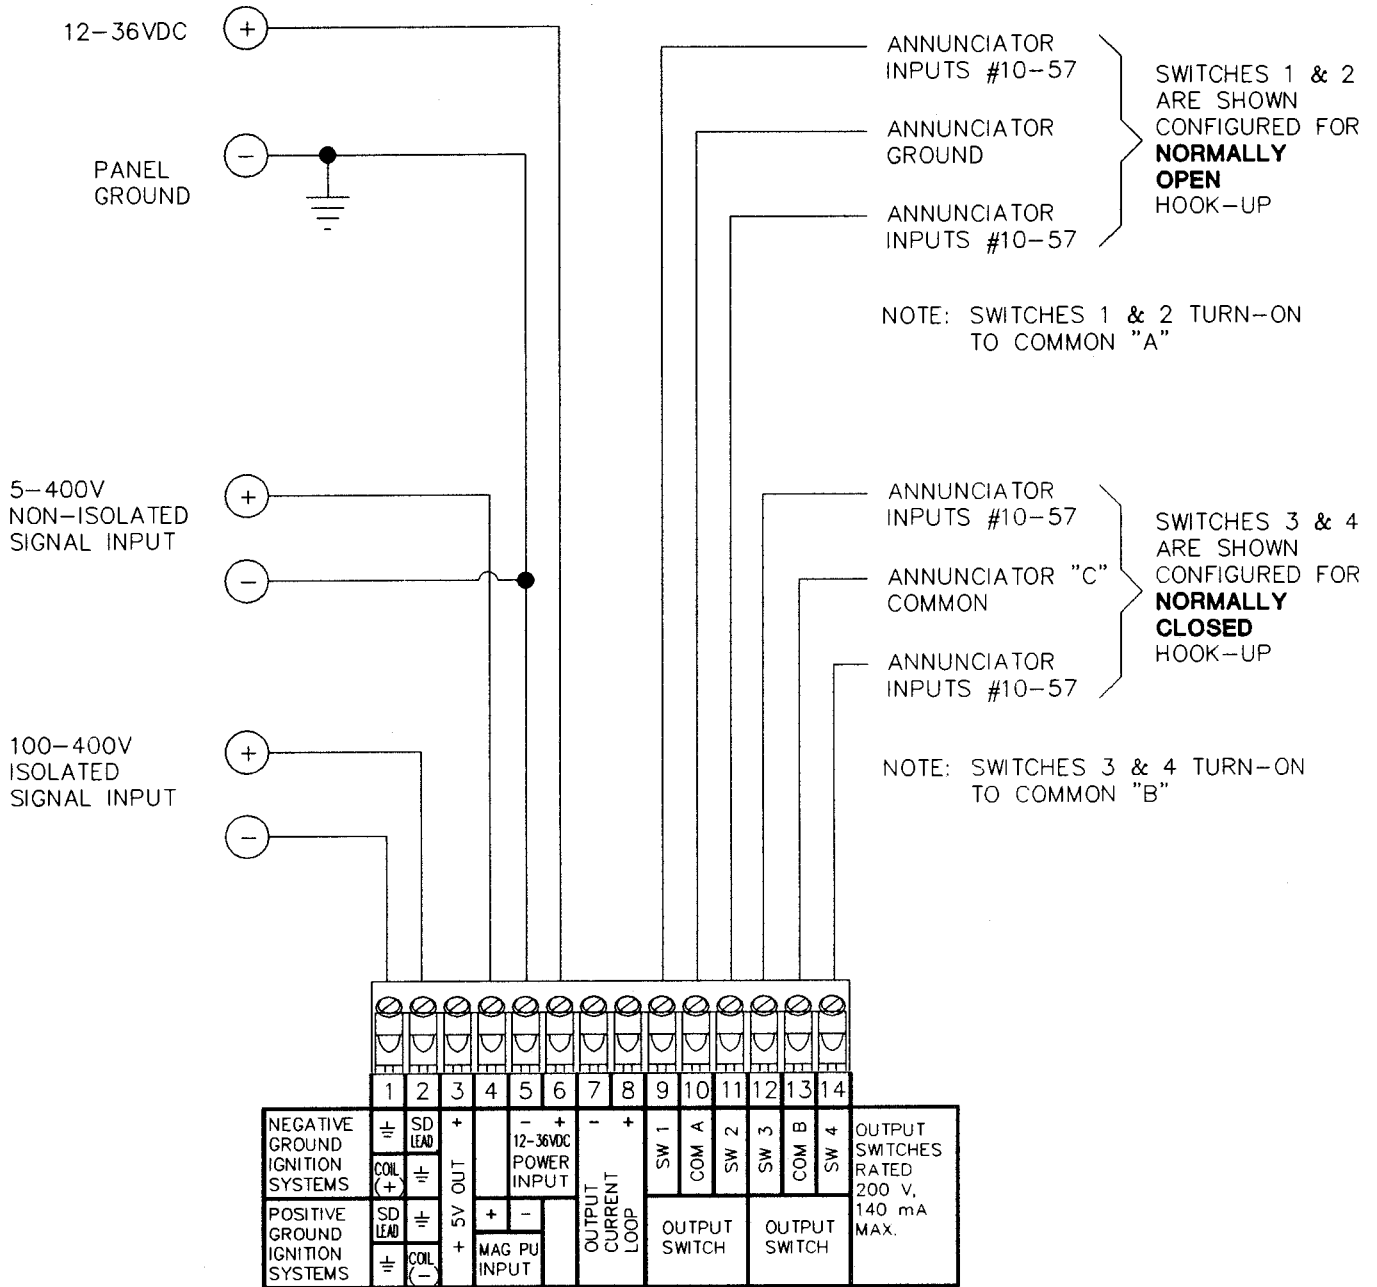 12-36VDC
+
PANEL
GROUND
-
5-400V
NON-ISOLATED
SIGNAL INPUT
+
-
100-400V
ISOLATED
SIGNAL INPUT
+
-
ANNUNCIATOR
INPUTS #10-57
ANNUNCIATOR
GROUND
ANNUNCIATOR
INPUTS #10-57
SWITCHES 1 & 2
ARE SHOWN
CONFIGURED FOR
NORMALLY
OPEN
HOOK-UP
NOTE: SWITCHES 1 & 2 TURN-ON
TO COMMON "A"
ANNUNCIATOR
INPUTS #10-57
ANNUNCIATOR "C"
COMMON
ANNUNCIATOR
INPUTS #10-57
SWITCHES 3 & 4
ARE SHOWN
CONFIGURED FOR
NORMALLY
CLOSED
HOOK-UP
NOTE: SWITCHES 3 & 4 TURN-ON
TO COMMON "B"
1 2 3 4 5 6 7 8 9 10 11 12 13 14
NEGATIVE
GROUND
IGNITION
SYSTEMS
SD
LEAD
COIL
(+)
POSITIVE
GROUND
IGNITION
SYSTEMS
SD
LEAD
COIL
(-)
+ 5V OUT +
- +
12-36VDC
POWER
INPUT
+ -
MAG PU
INPUT
- +
OUTPUT
CURRENT
LOOP
SW 1
COM A
SW 2
SW 3
COM B
SW 4
OUTPUT
SWITCH
OUTPUT
SWITCH
OUTPUT
SWITCHES
RATED
200 V,
140 mA
MAX.